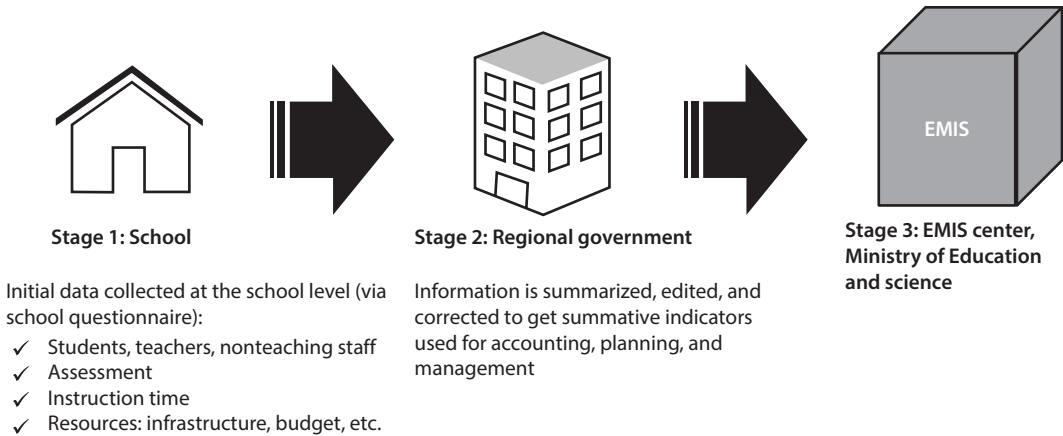 EMIS
Stage 1: School
Initial data collected at the school level (via
school questionnaire):
✓ Students, teachers, nonteaching staff
✓ Assessment
✓ Instruction time
✓ Resources: infrastructure, budget, etc.
Stage 2: Regional government
Information is summarized, edited, and
corrected to get summative indicators
used for accounting, planning, and
management
Stage 3: EMIS center,
Ministry of Education
and science